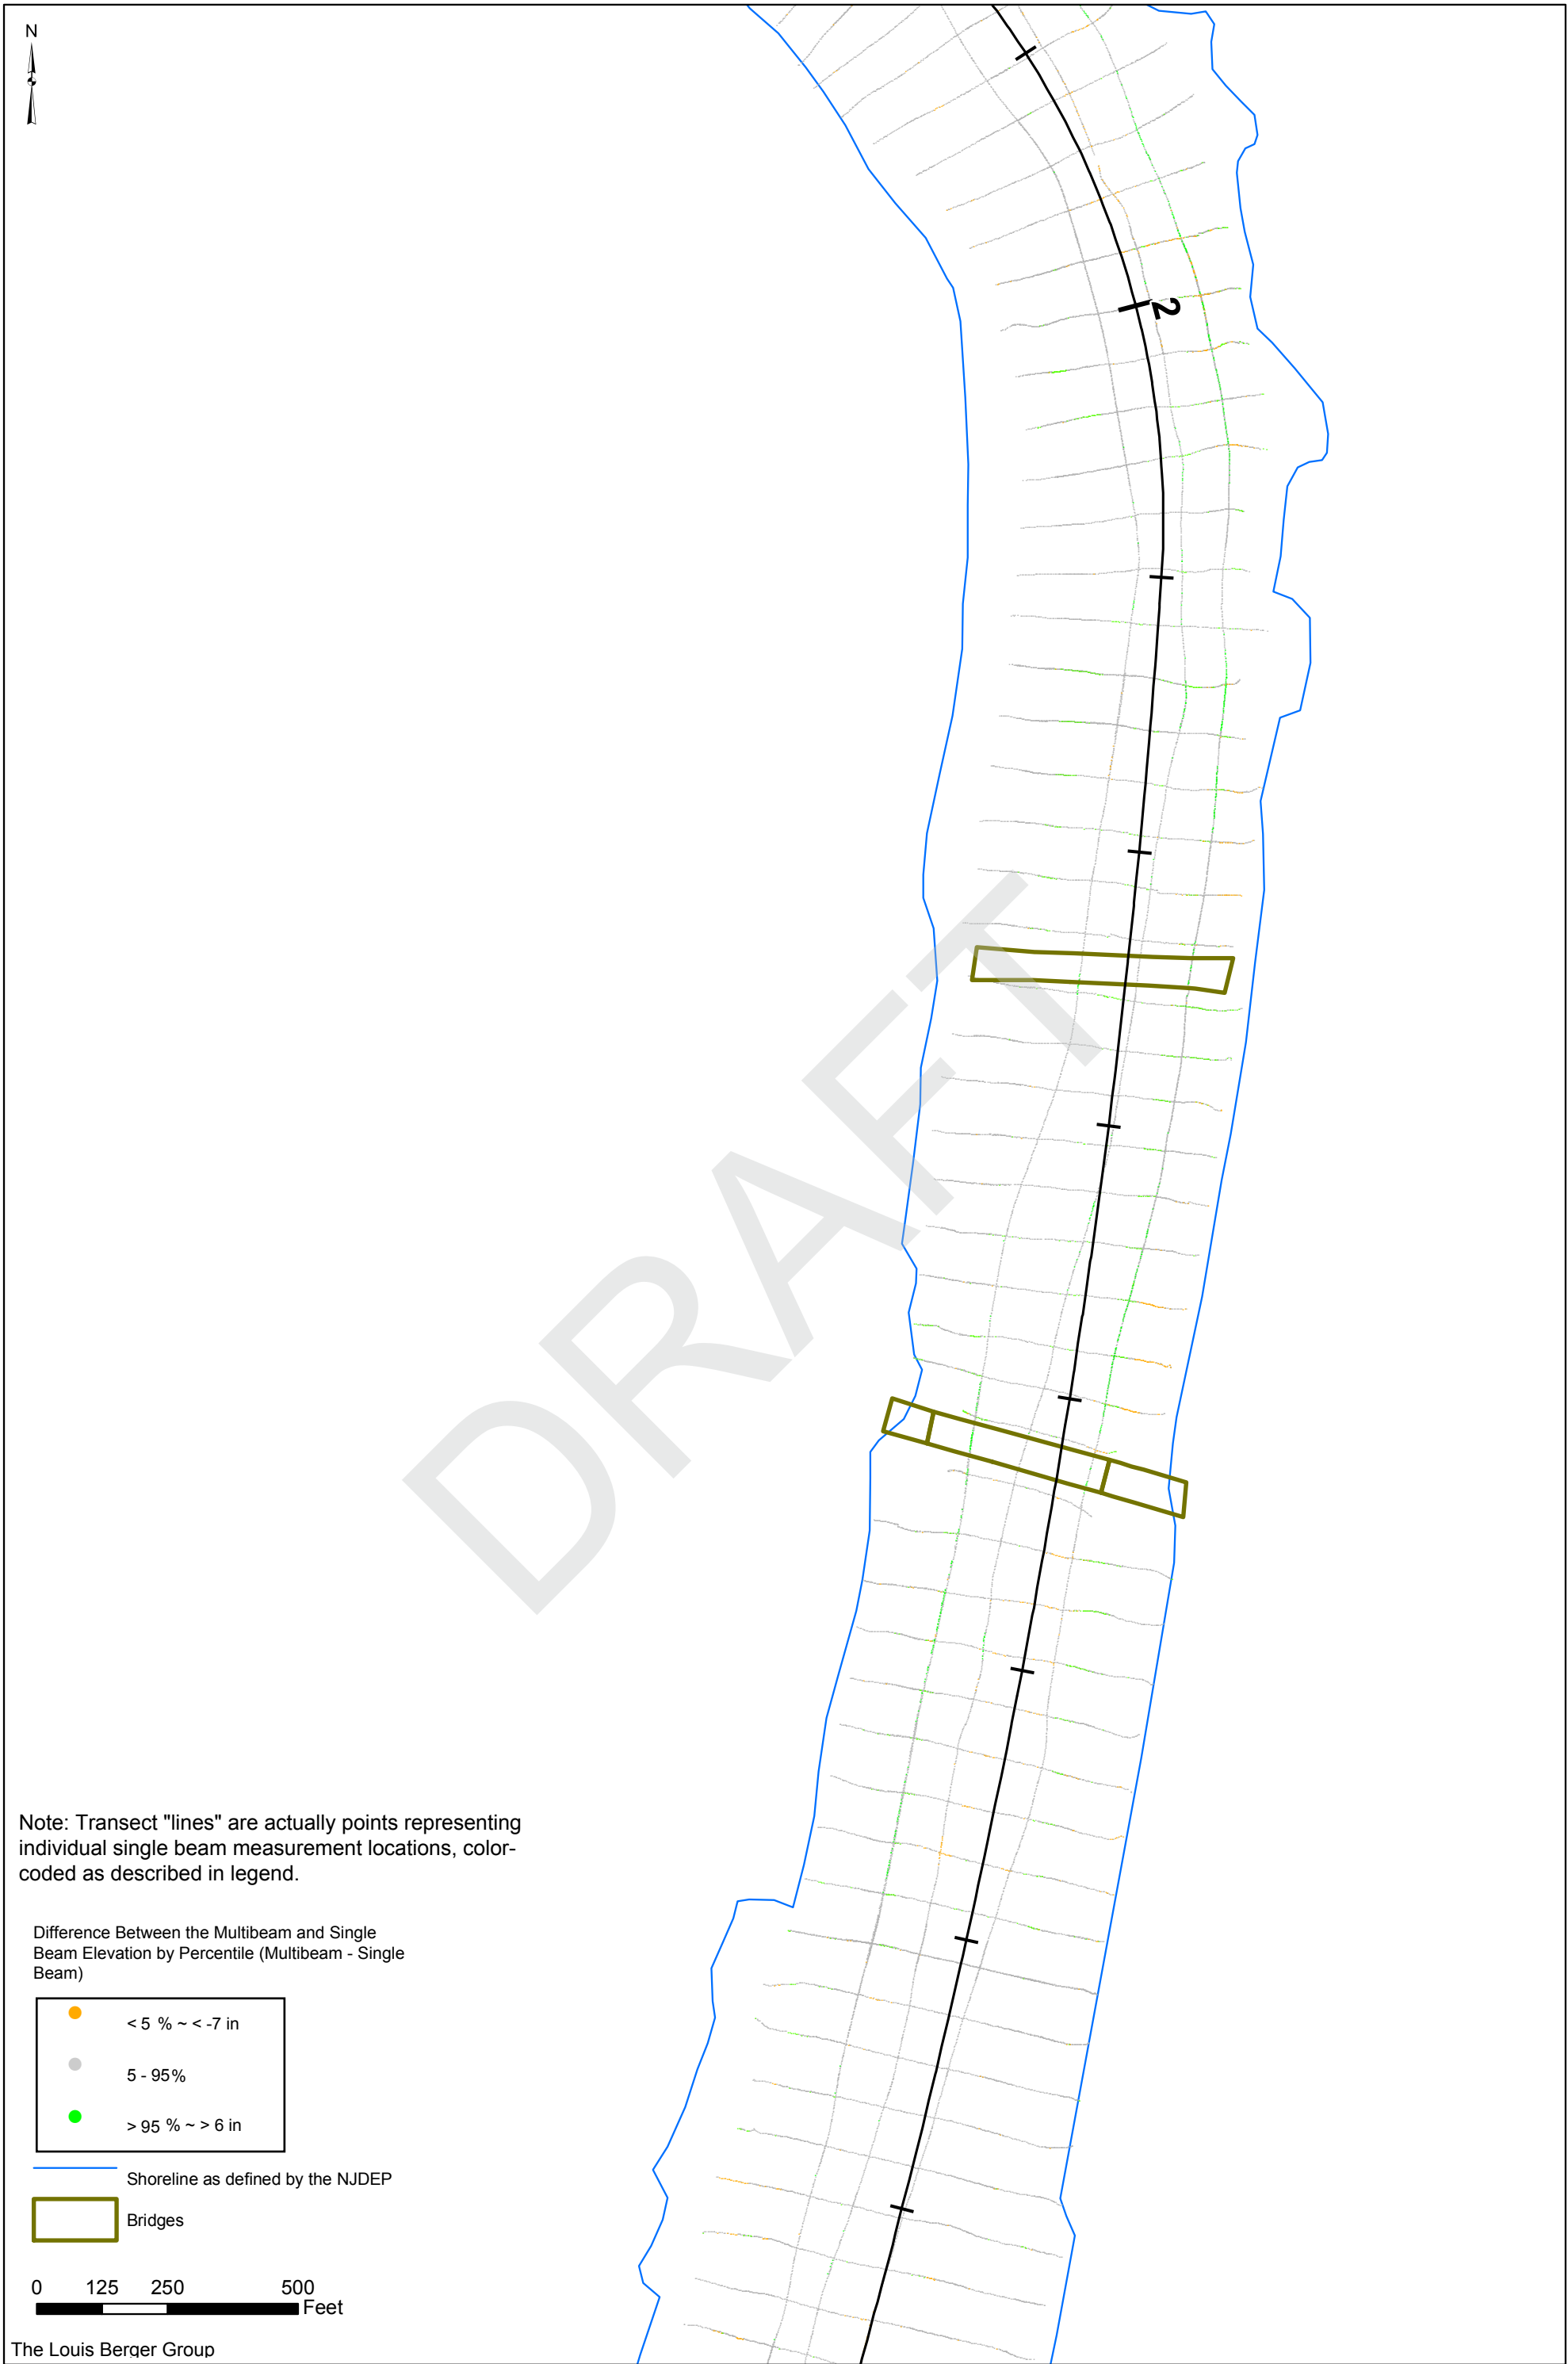 N
2
DRAFT
Note: Transect "lines" are actually points representing
individual single beam measurement locations, color-
coded as described in legend.
Difference Between the Multibeam and Single
Beam Elevation by Percentile (Multibeam - Single
Beam)
< 5 % ~ < -7 in
5 - 95%
> 95 % ~ > 6 in
Shoreline as defined by the NJDEP
Bridges
0 125 250 500
Feet
The Louis Berger Group